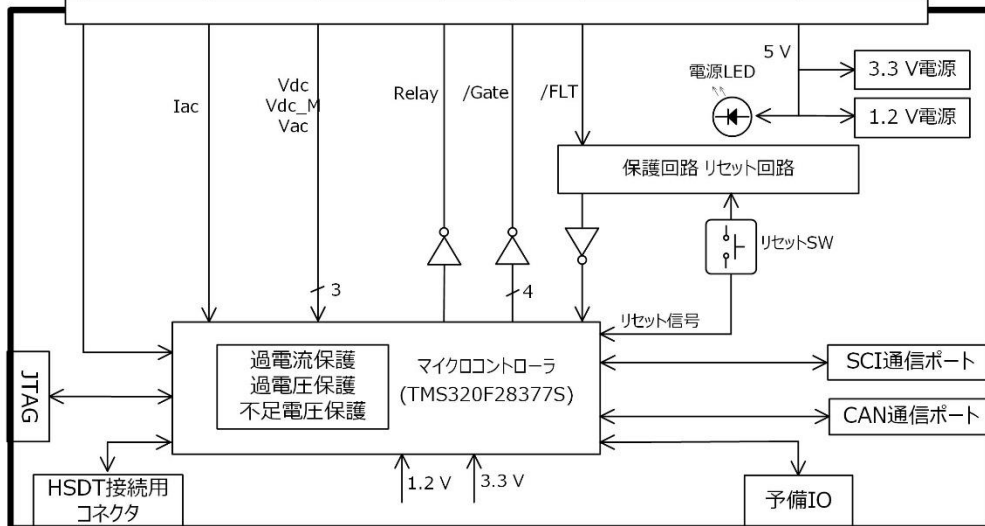 5 V
電源LED
3.3 V電源
1.2 V電源
Iac
Vdc
Vdc_M
Vac
Relay
/Gate
/FLT
保護回路 リセット回路
リセットSW
3
4
リセット信号
過電流保護
過電圧保護
不足電圧保護
マイクロコントローラ
(TMS320F28377S)
JTAG
SCI通信ポート
CAN通信ポート
HSDT接続用
コネクタ
1.2 V
3.3 V
予備IO